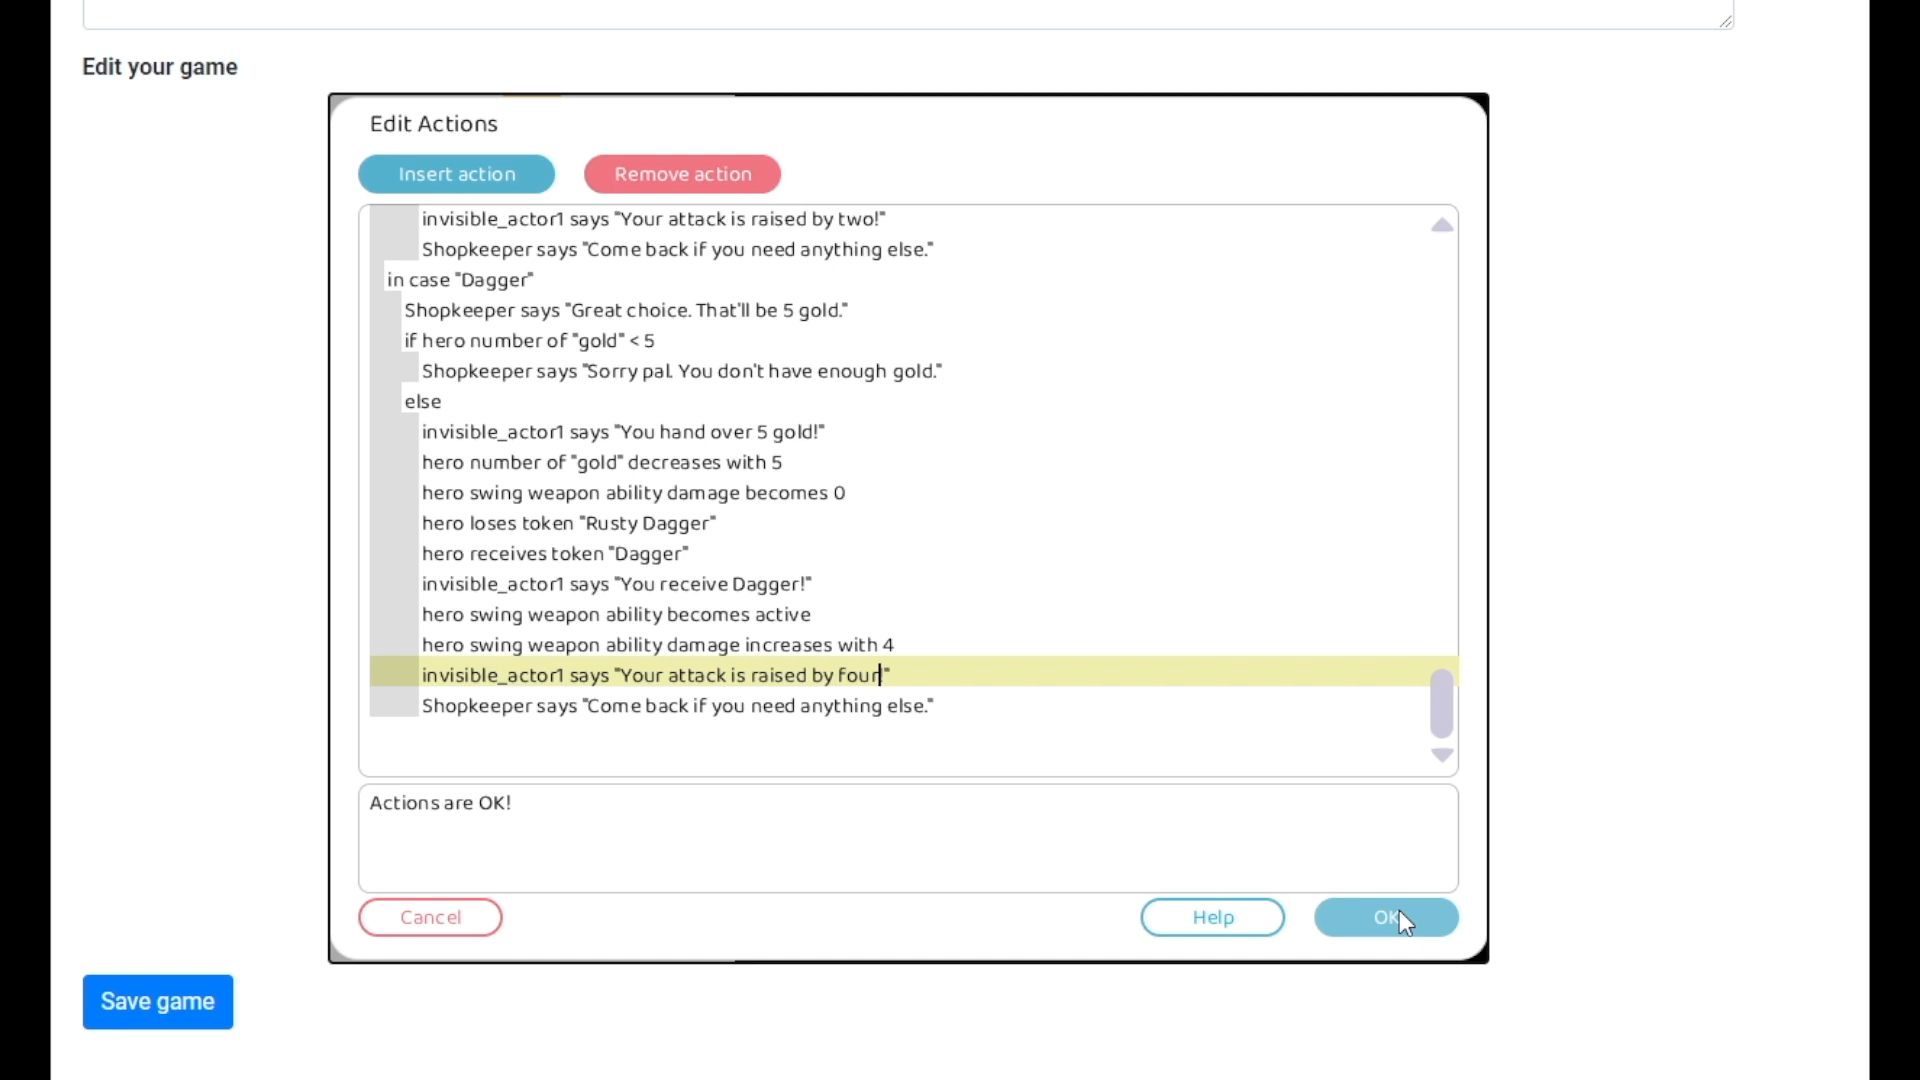 Edit your game
Edit Actions
Insert action
Remove action
invisible_actor1 says "Your attack is raised by two!"
Shopkeeper says "Come back if you need anything else."
in case "Dagger"
Shopkeeper says "Great choice. That'll be 5 gold."
if hero number of "gold" < 5
Shopkeeper says "Sorry pal. You don't have enough gold."
else
invisible_actor1 says "You hand over 5 gold!"
hero number of "gold" decreases with 5
hero swing weapon ability damage becomes 0
hero loses token "Rusty Dagger"
hero receives token "Dagger"
invisible_actor1 says "You receive Dagger!"
hero swing weapon ability becomes active
hero swing weapon ability damage increases with 4
invisible_actor1 says "Your attack is raised by four!"
Shopkeeper says "Come back if you need anything else."
Actions are OK!
Cancel
Help
OK
Save game